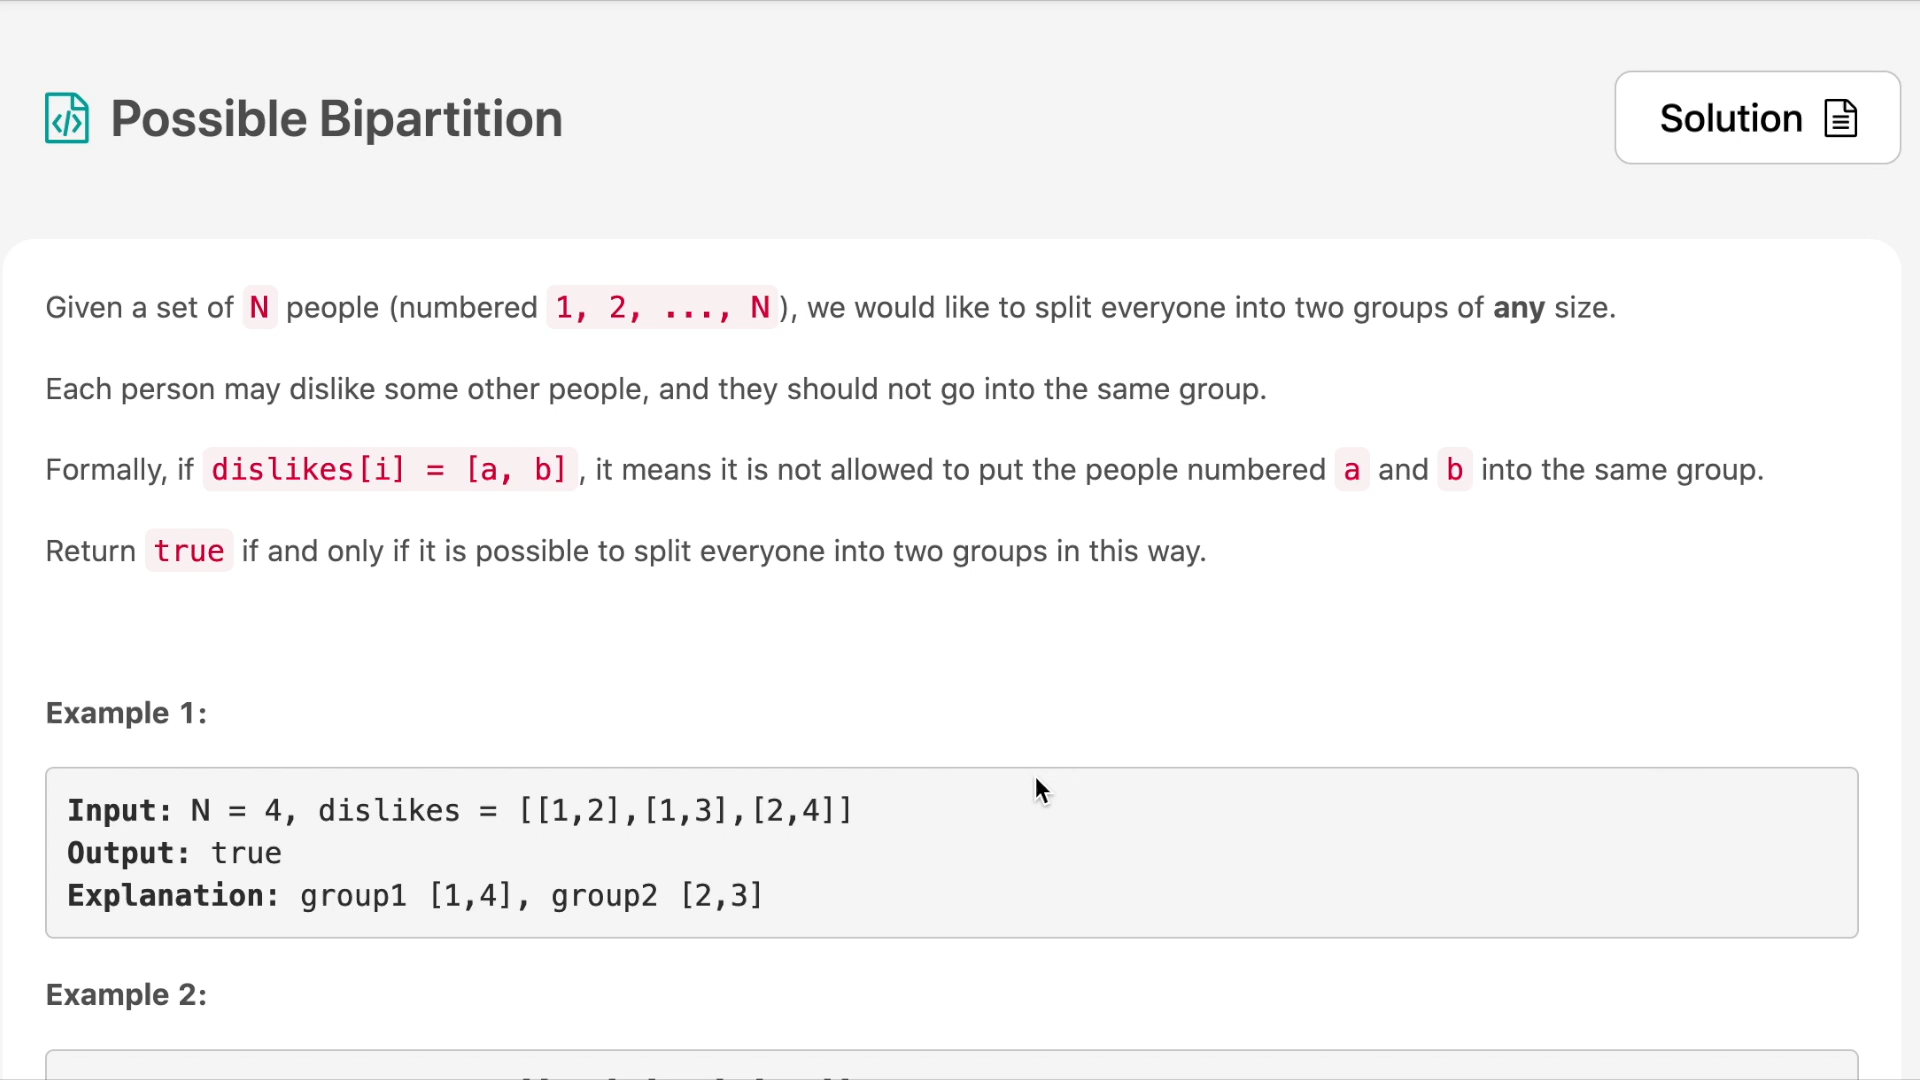 Possible Bipartition
Solution
Given a set of N people (numbered 1, 2, ..., N), we would like to split everyone into two groups of any size.
Each person may dislike some other people, and they should not go into the same group.
Formally, if dislikes[i] = [a, b], it means it is not allowed to put the people numbered a and b into the same group.
Return true if and only if it is possible to split everyone into two groups in this way.
Example 1:
Input: N = 4, dislikes = [[1,2],[1,3],[2,4]]
Output: true
Explanation: group1 [1,4], group2 [2,3]
Example 2: